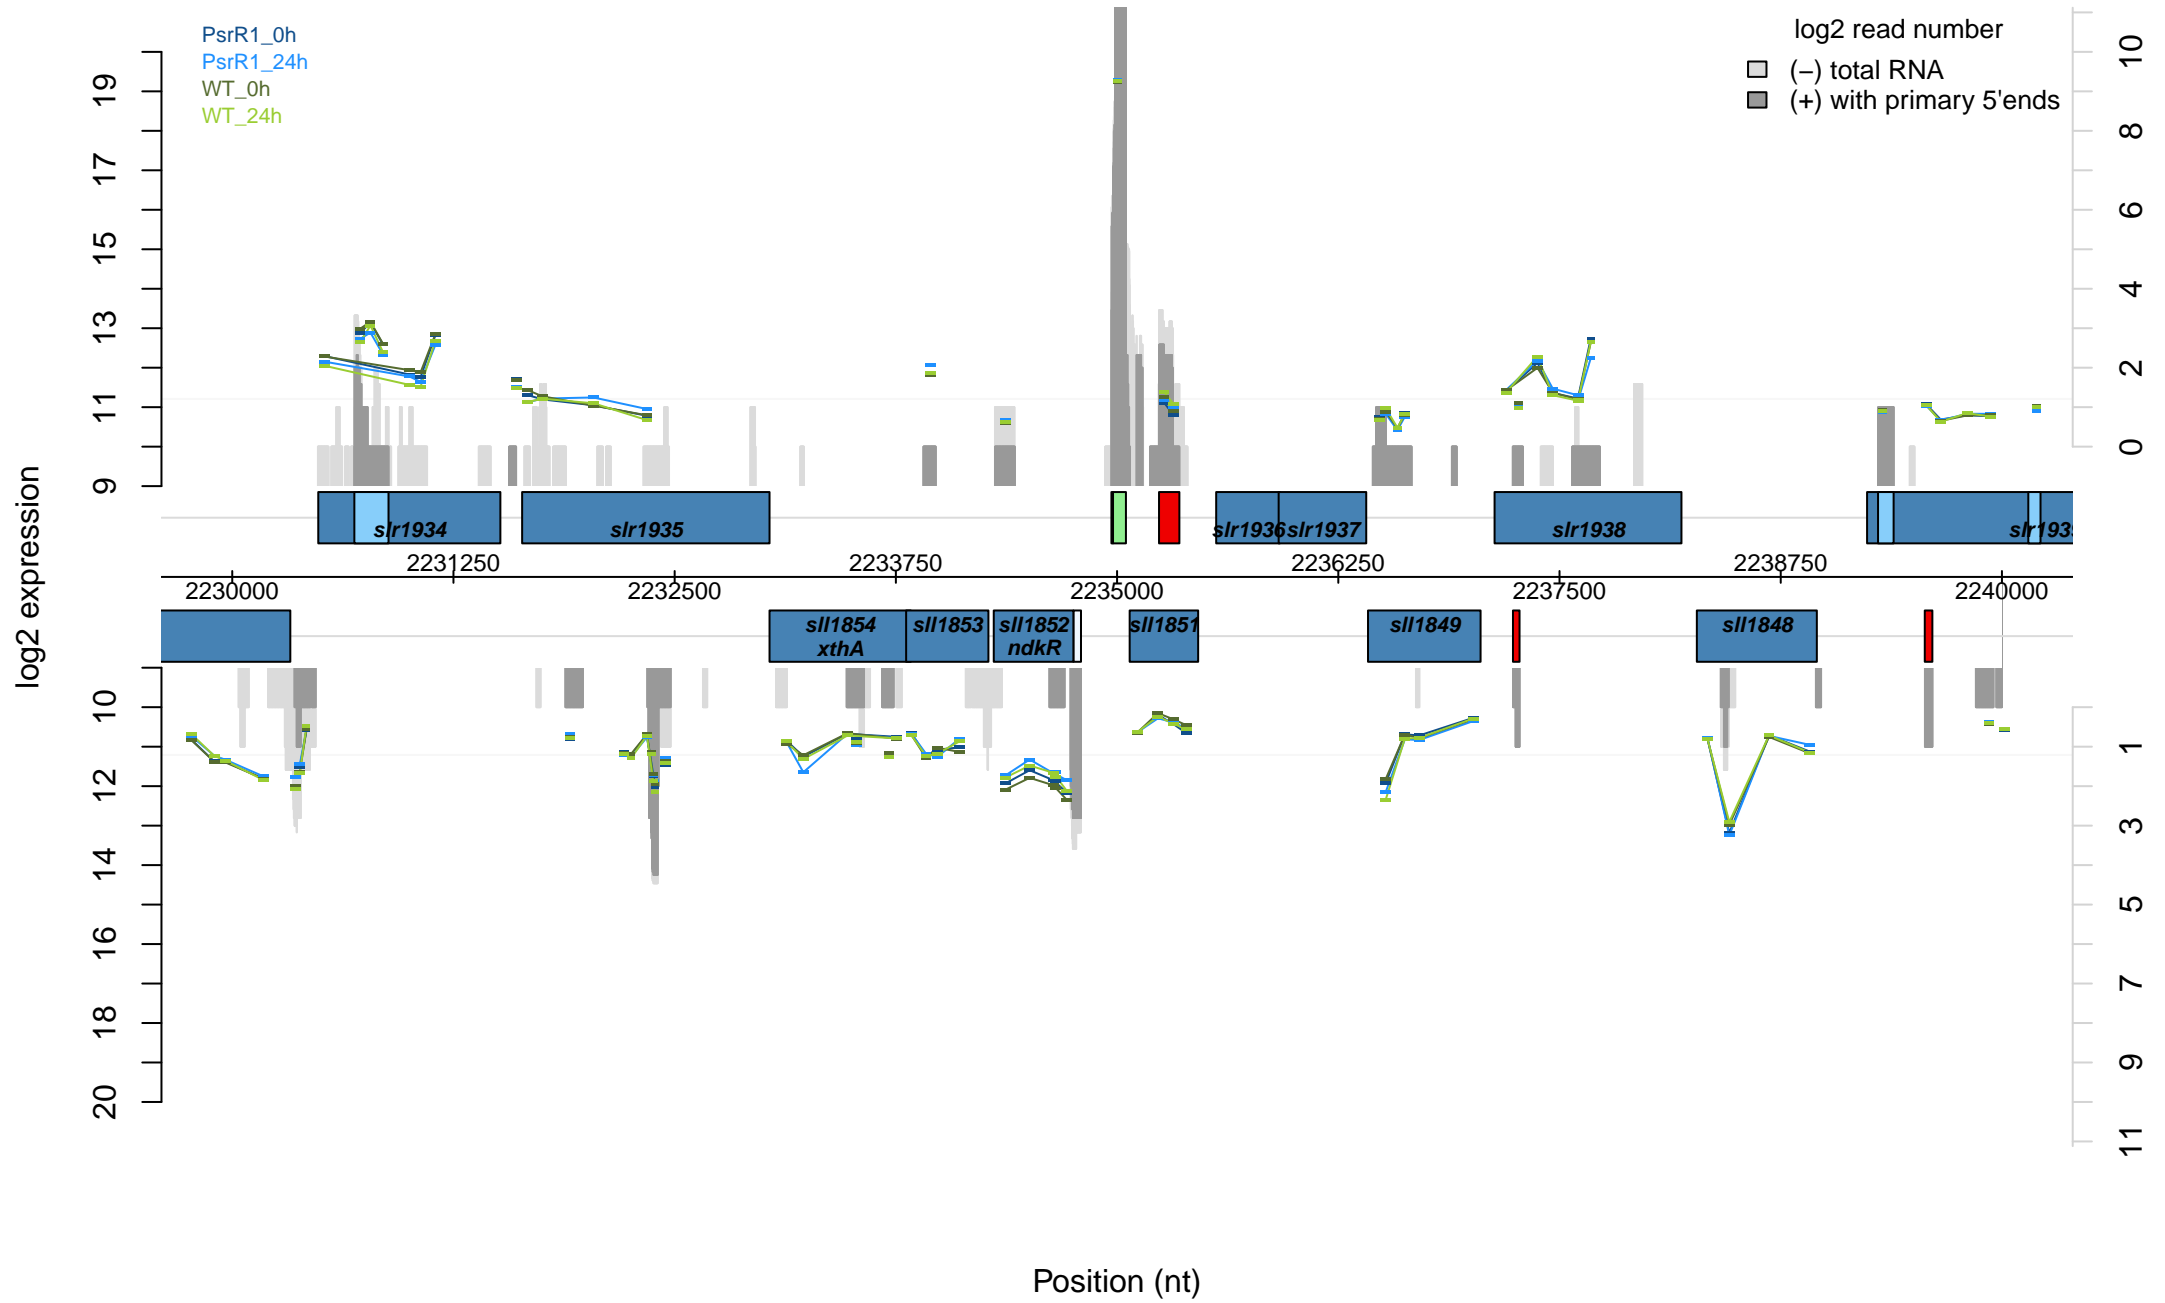 PsrR1_0h
PsrR1_24h
WT_0h
WT_24h
log2 read number
(−) total RNA
(+) with primary 5'ends
19
17
15
13
11
9
10
8
6
4
2
0
log2 expression
slr1934
slr1935
slr1936
slr1937
slr1938
slr193
2231250
2233750
2236250
2238750
2230000
2232500
2235000
2237500
2240000
sll1854
xthA
sll1853
sll1852
ndkR
sll1851
sll1849
sll1848
10
12
14
16
18
20
1
3
5
7
9
11
Position (nt)